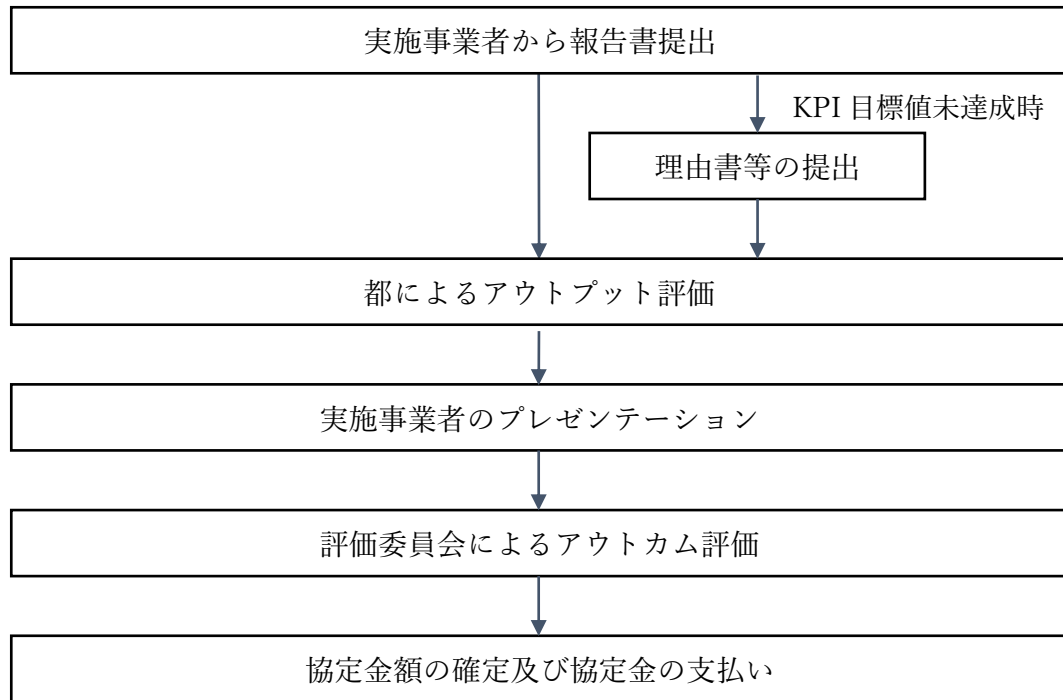 実施事業者から報告書提出
KPI 目標値未達成時
理由書等の提出
都によるアウトプット評価
実施事業者のプレゼンテーション
評価委員会によるアウトカム評価
協定金額の確定及び協定金の支払い